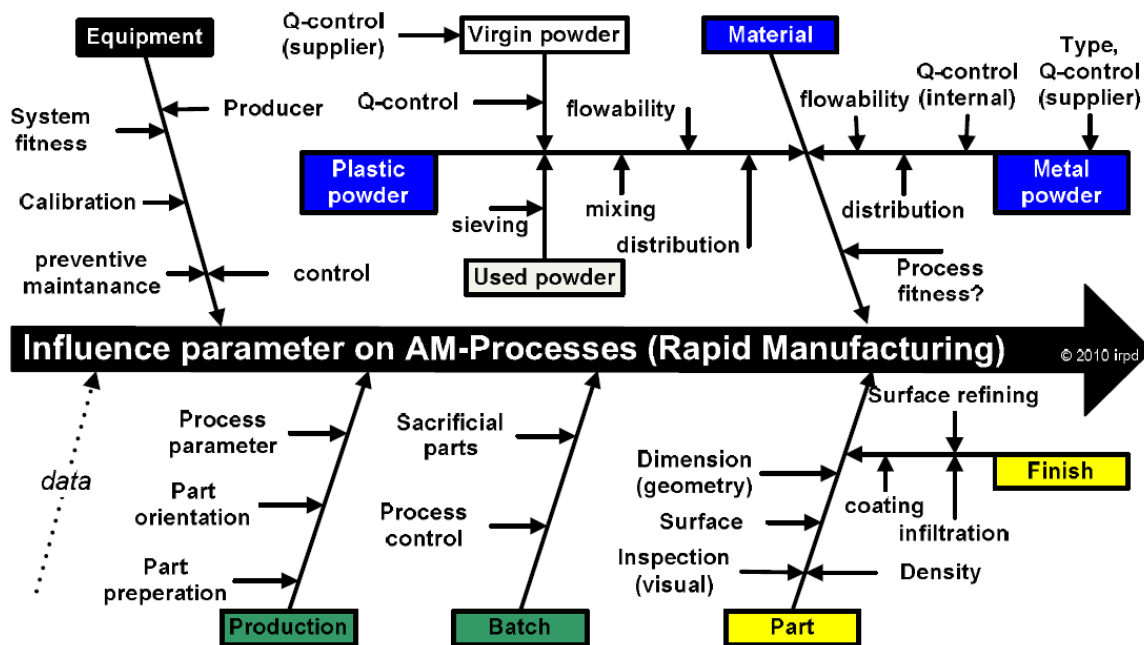 Equipment
Q-control
(supplier)
Virgin powder
Material
Type,
Q-control
(supplier)
Q-control
(internal)
flowability
Producer
System
fitness
Q-control
flowability
Plastic
powder
Metal
powder
Calibration
sieving
mixing
distribution
distribution
preventive
maintanance
control
Used powder
Process
fitness?
Influence parameter on AM-Processes (Rapid Manufacturing)
© 2010 irpd
data
Process
parameter
Part
orientation
Part
preperation
Production
Sacrificial
parts
Process
control
Batch
Dimension
(geometry)
Surface
Inspection
(visual)
Density
Part
Surface refining
Finish
coating
infiltration